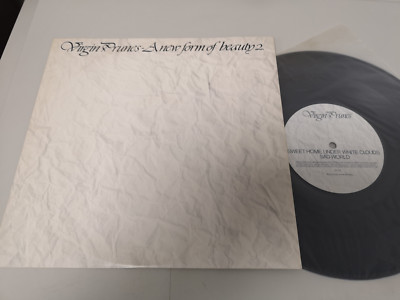 Virgin Prunes · A new form of beauty 2
Virgin Prunes
SWEET HOME UNDER WHITE CLOUDS
SAD WORLD